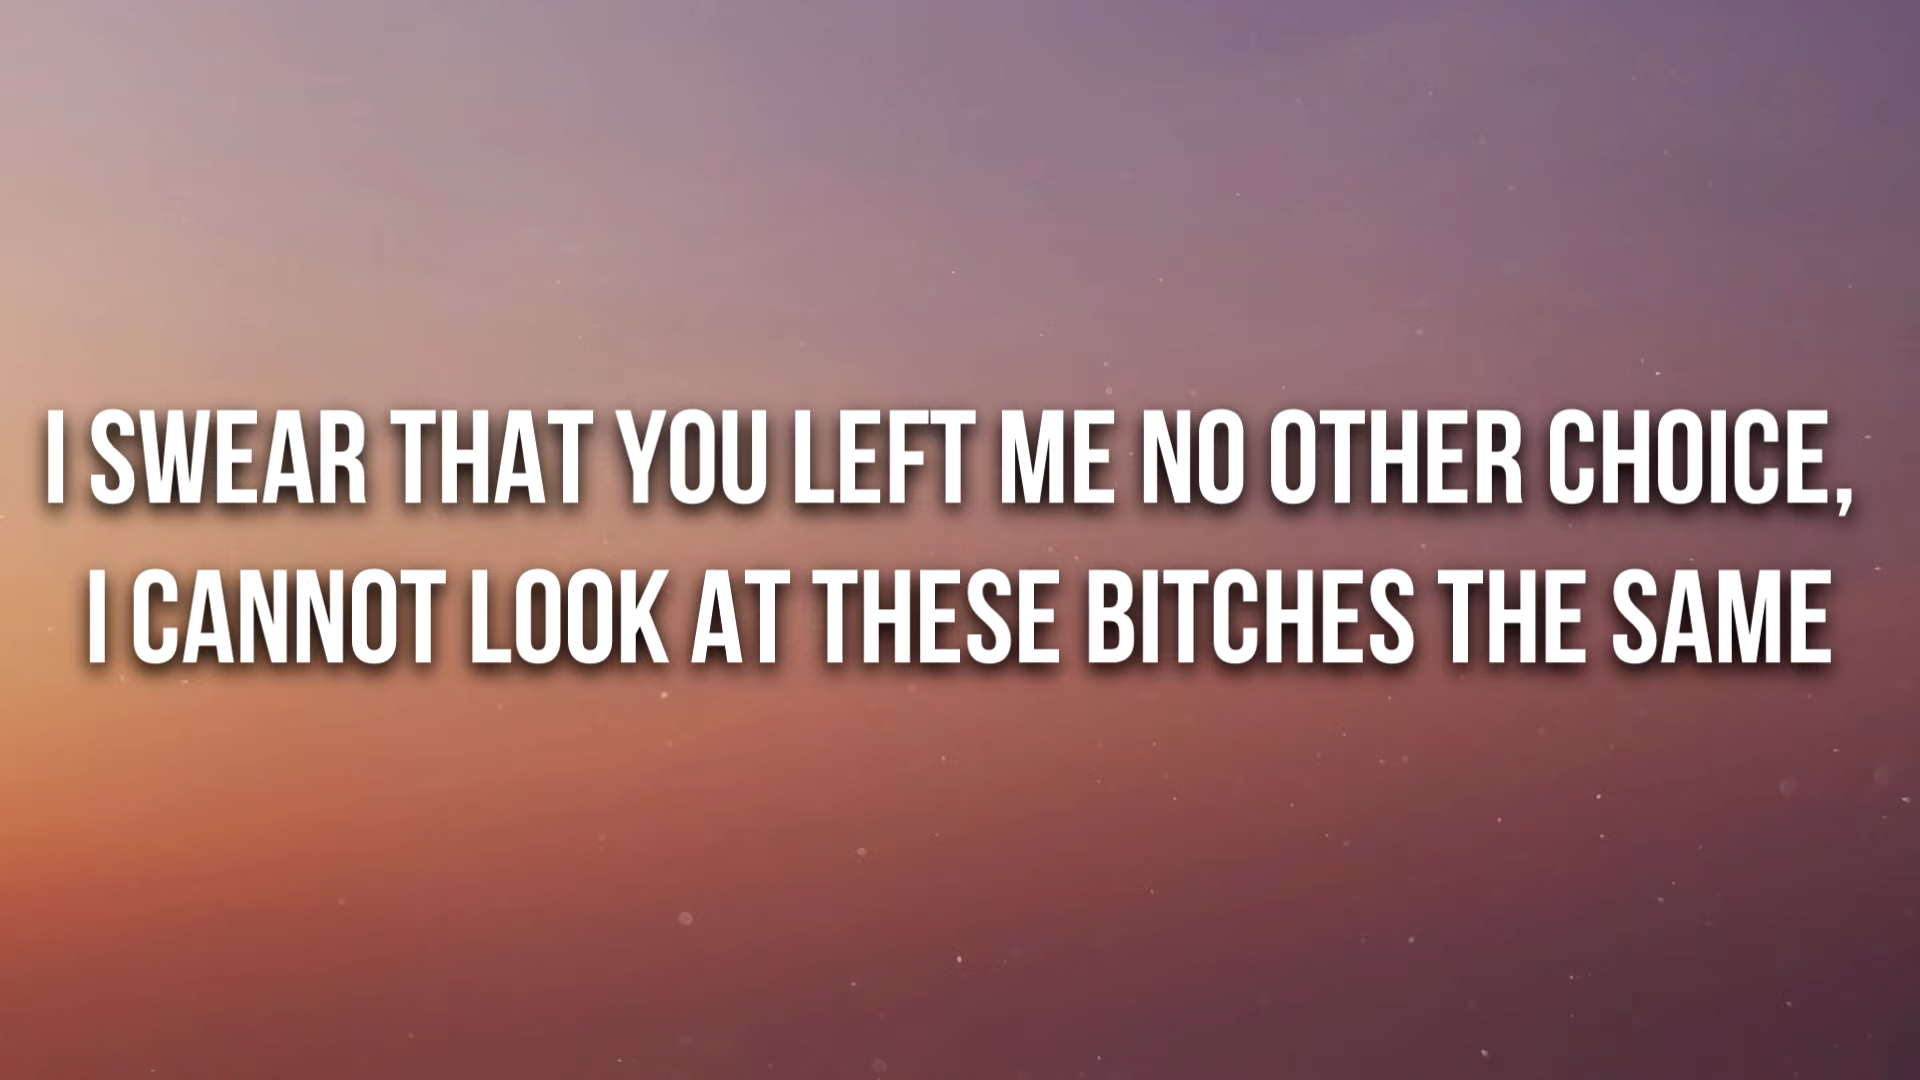 I SWEAR THAT YOU LEFT ME NO OTHER CHOICE,
I CANNOT LOOK AT THESE BITCHES THE SAME